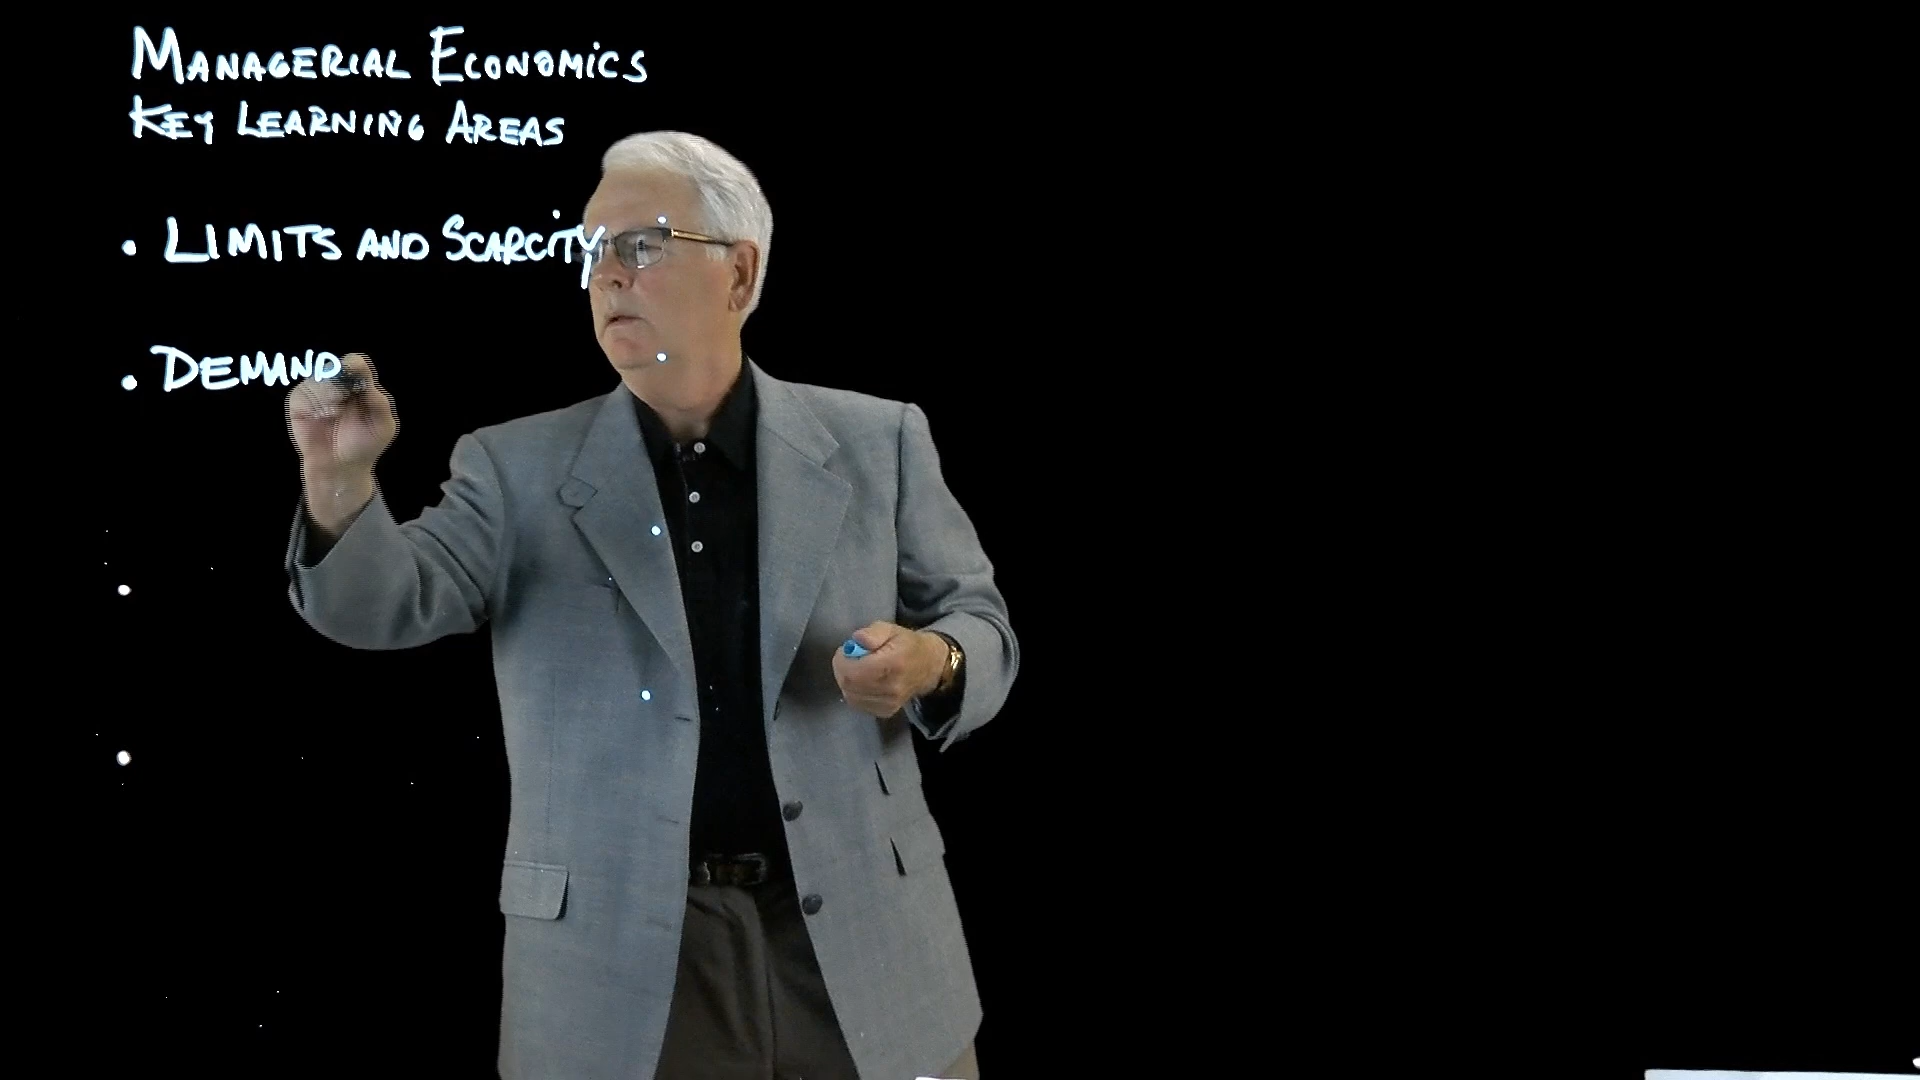 MANAGERIAL ECONOMICS
KEY LEARNING AREAS
• LIMITS AND SCARCITY
• DEMAND
•
•